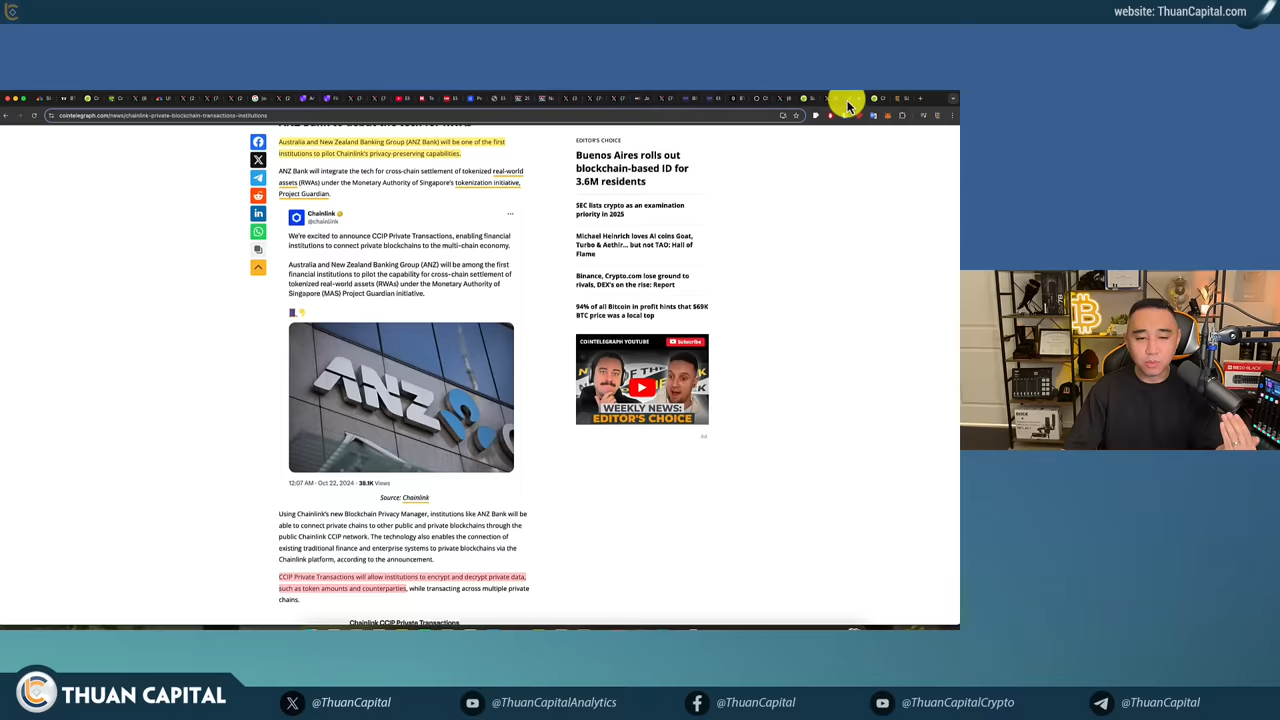 website: ThuanCapital.com
cointelegraph.com/news/chainlink-private-blockchain-transactions-institutions
Australia and New Zealand Banking Group (ANZ Bank) will be one of the first
institutions to pilot Chainlink's privacy-preserving capabilities.
ANZ Bank will integrate the tech for cross-chain settlement of tokenized real-world
assets (RWAs) under the Monetary Authority of Singapore's tokenization initiative,
Project Guardian.
Chainlink
@chainlink
We're excited to announce CCIP Private Transactions, enabling financial
institutions to connect private blockchains to the multi-chain economy.
Australia and New Zealand Banking Group (ANZ) will be among the first
financial institutions to pilot the capability for cross-chain settlement of
tokenized real-world assets (RWAs) under the Monetary Authority of
Singapore (MAS) Project Guardian initiative.
ANZ
12:07 AM · Oct 22, 2024 · 38.1K Views
Source: Chainlink
Using Chainlink's new Blockchain Privacy Manager, institutions like ANZ Bank will be
able to connect private chains to other public and private blockchains through the
public Chainlink CCIP network. The technology also enables the connection of
existing traditional finance and enterprise systems to private blockchains via the
Chainlink platform, according to the announcement.
CCIP Private Transactions will allow institutions to encrypt and decrypt private data,
such as token amounts and counterparties, while transacting across multiple private
chains.
Chainlink CCIP Private Transactions
EDITOR'S CHOICE
Buenos Aires rolls out
blockchain-based ID for
3.6M residents
SEC lists crypto as an examination
priority in 2025
Michael Heinrich loves AI coins Goat,
Turbo & Aethir... but not TAO: Hall of
Flame
Binance, Crypto.com lose ground to
rivals, DEX's on the rise: Report
94% of all Bitcoin in profit hints that $69K
BTC price was a local top
COINTELEGRAPH YOUTUBE
Subscribe
WEEKLY NEWS:
EDITOR'S CHOICE
Ad
RE20-BLACK
THUAN CAPITAL
@ThuanCapital
@ThuanCapitalAnalytics
@ThuanCapital
@ThuanCapitalCrypto
@ThuanCapital